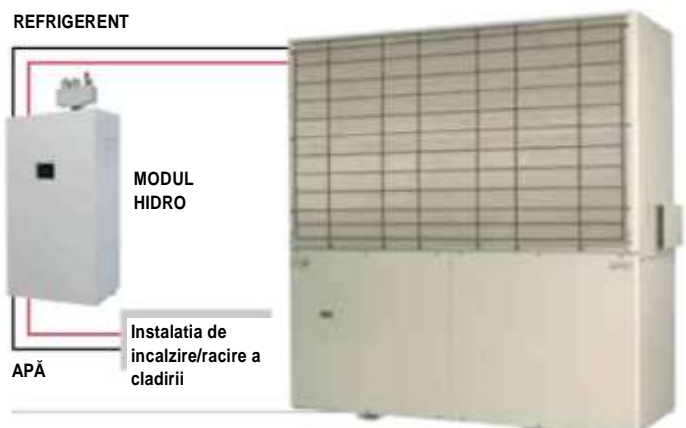 REFRIGERENT
MODUL
HIDRO
Instalatia de
incalzire/racire a
cladirii
APĂ